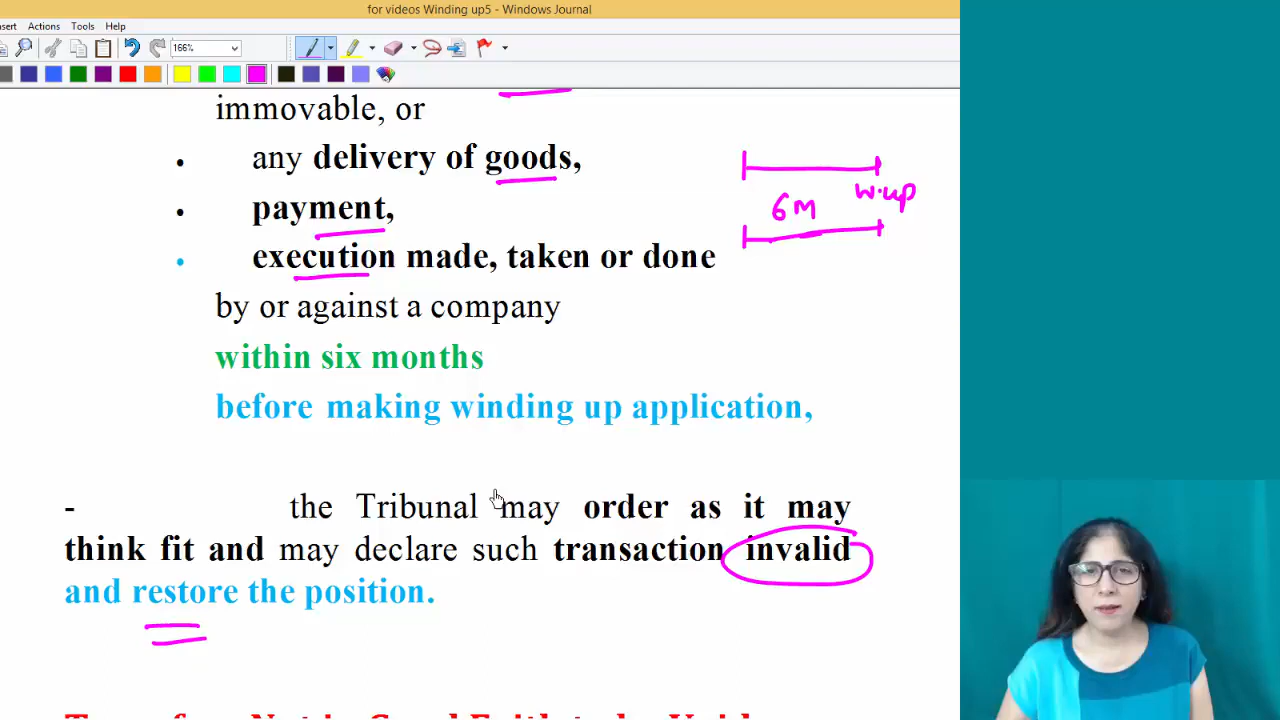 for videos Winding up5 - Windows Journal
nsert Actions Tools Help
166%
immovable, or
• any delivery of goods,
• payment,
• execution made, taken or done
by or against a company
within six months
before making winding up application,
6M
w.up
- the Tribunal may order as it may
think fit and may declare such transaction invalid
and restore the position.